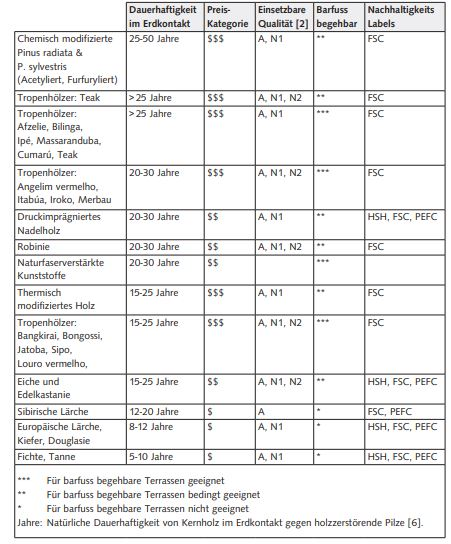 Dauerhaftigkeit im Erdkontakt | Preis-Kategorie | Einsetzbare Qualität [2] | Barfuss begehbar | Nachhaltigkeits Labels
Chemisch modifizierte Pinus radiata & P. sylvestris (Acetyliert, Furfuryliert) | 25-50 Jahre | $$$ | A, N1 | ** | FSC
Tropenhölzer: Teak | >25 Jahre | $$$ | A, N1, N2 | ** | FSC
Tropenhölzer: Afzelie, Bilinga, Ipé, Massaranduba, Cumarú, Teak | >25 Jahre | $$$ | A, N1 | *** | FSC
Tropenhölzer: Angelim vermelho, Itabúa, Iroko, Merbau | 20-30 Jahre | $$$ | A, N1, N2 | *** | FSC
Druckimprägniertes Nadelholz | 20-30 Jahre | $$ | A, N1 | ** | HSH, FSC, PEFC
Robinie | 20-30 Jahre | $$ | A, N1, N2 | ** | FSC
Naturfaserverstärkte Kunststoffe | 20-30 Jahre | $$ | | *** |
Thermisch modifiziertes Holz | 15-25 Jahre | $$$ | A, N1 | ** | FSC
Tropenhölzer: Bangkirai, Bongossi, Jatoba, Sipo, Louro vermelho, | 15-25 Jahre | $$$ | A, N1, N2 | *** | FSC
Eiche und Edelkastanie | 15-25 Jahre | $$ | A, N1, N2 | ** | HSH, FSC, PEFC
Sibirische Lärche | 12-20 Jahre | $ | A | * | FSC, PEFC
Europäische Lärche, Kiefer, Douglasie | 8-12 Jahre | $ | A, N1 | * | HSH, FSC, PEFC
Fichte, Tanne | 5-10 Jahre | $ | A, N1 | * | HSH, FSC, PEFC
*** Für barfuss begehbare Terrassen geeignet
** Für barfuss begehbare Terrassen bedingt geeignet
* Für barfuss begehbare Terrassen nicht geeignet
Jahre: Natürliche Dauerhaftigkeit von Kernholz im Erdkontakt gegen holzzerstörende Pilze [6].